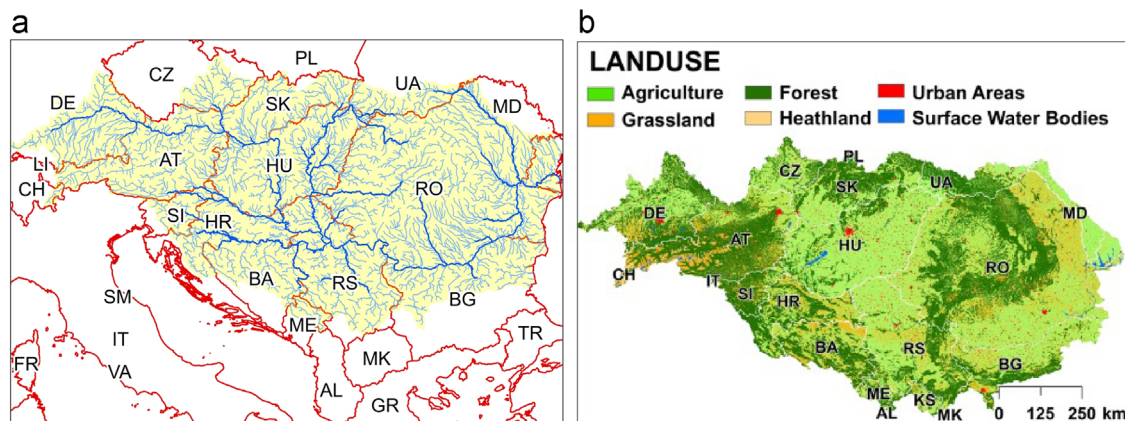 a
PL
CZ
UA
DE
SK
MD
LI
AT
HU
CH
RO
SI
HR
BA
RS
SM
BG
ME
IT
TR
MK
FR
VA
AL
GR
b
LANDUSE
Agriculture
Forest
Urban Areas
Grassland
Heathland
Surface Water Bodies
PL
CZ
SK
UA
DE
MD
HU
AT
RO
CH
IT
SI
HR
BA
RS
BG
ME
KS
AL
MK
0 125 250 km